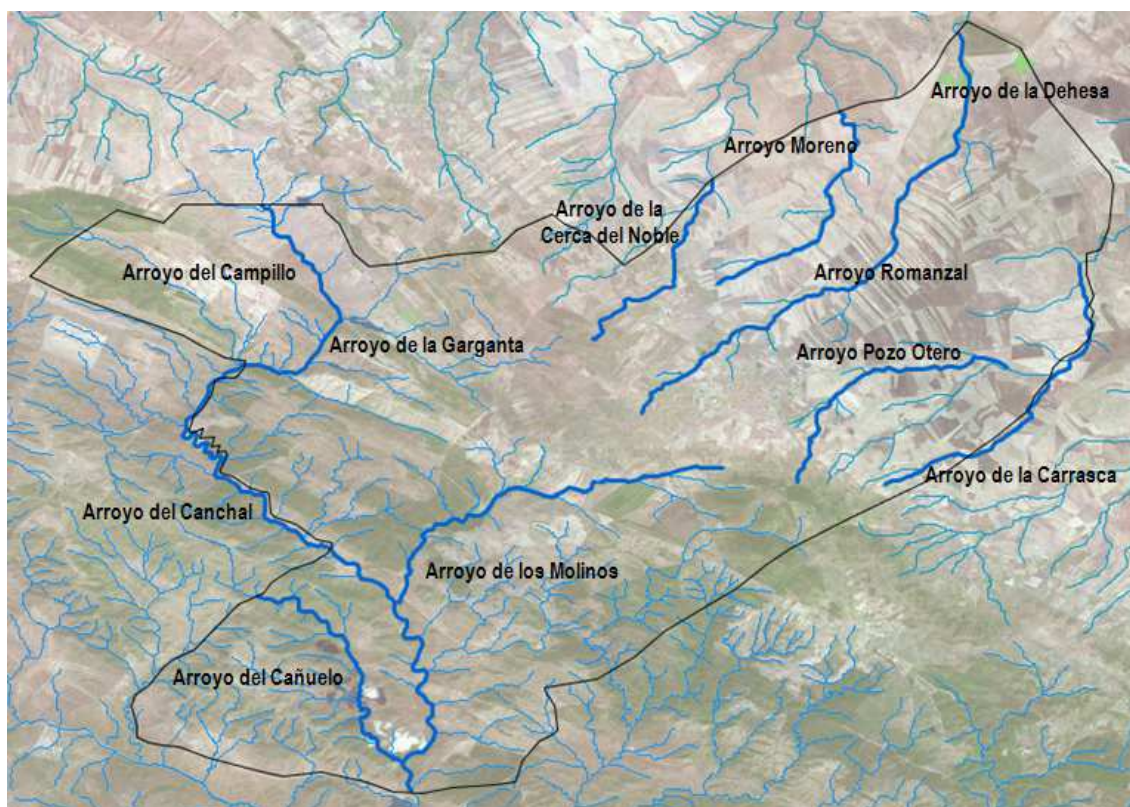 Arroyo de la Dehesa
Arroyo Moreno
Arroyo de la
Cerca del Noble
Arroyo del Campillo
Arroyo Romanzal
Arroyo de la Garganta
Arroyo Pozo Otero
Arroyo de la Carrasca
Arroyo del Canchal
Arroyo de los Molinos
Arroyo del Cañuelo